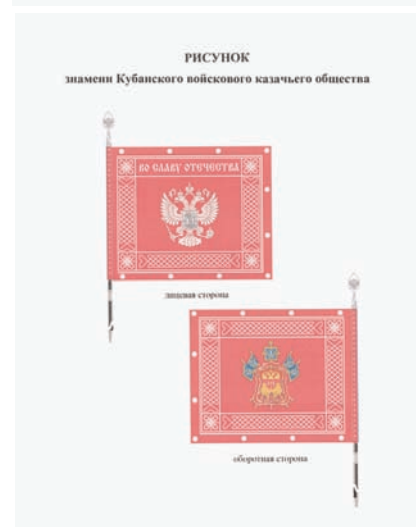 РИСУНОК
знамени Кубанского войскового казачьего общества
ВО СЛАВУ ОТЕЧЕСТВА
лицевая сторона
оборотная сторона